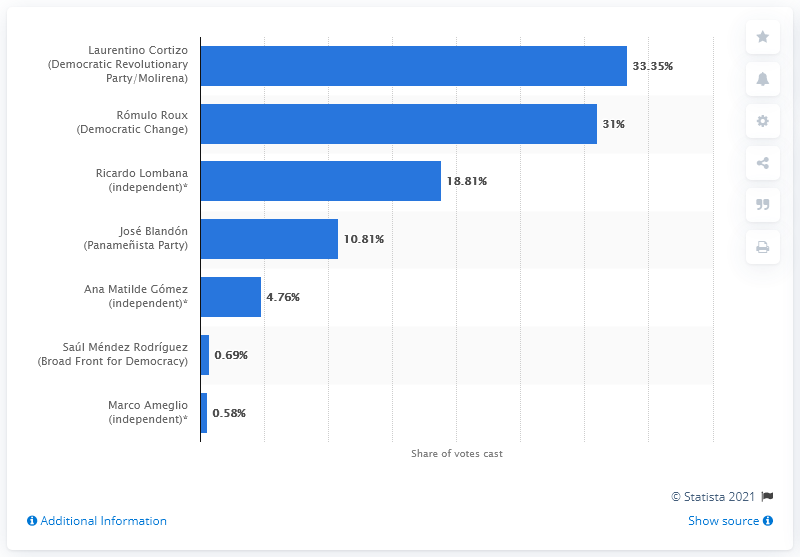 Laurentino Cortizo
(Democratic Revolutionary
Party/Molirena)
33.35%
Rómulo Roux
(Democratic Change)
31%
Ricardo Lombana
(independent)*
18.81%
José Blandón
(Panameñista Party)
10.81%
Ana Matilde Gómez
(independent)*
4.76%
Saúl Méndez Rodríguez
(Broad Front for Democracy)
0.69%
Marco Ameglio
(independent)*
0.58%
Share of votes cast
© Statista 2021
Additional Information
Show source